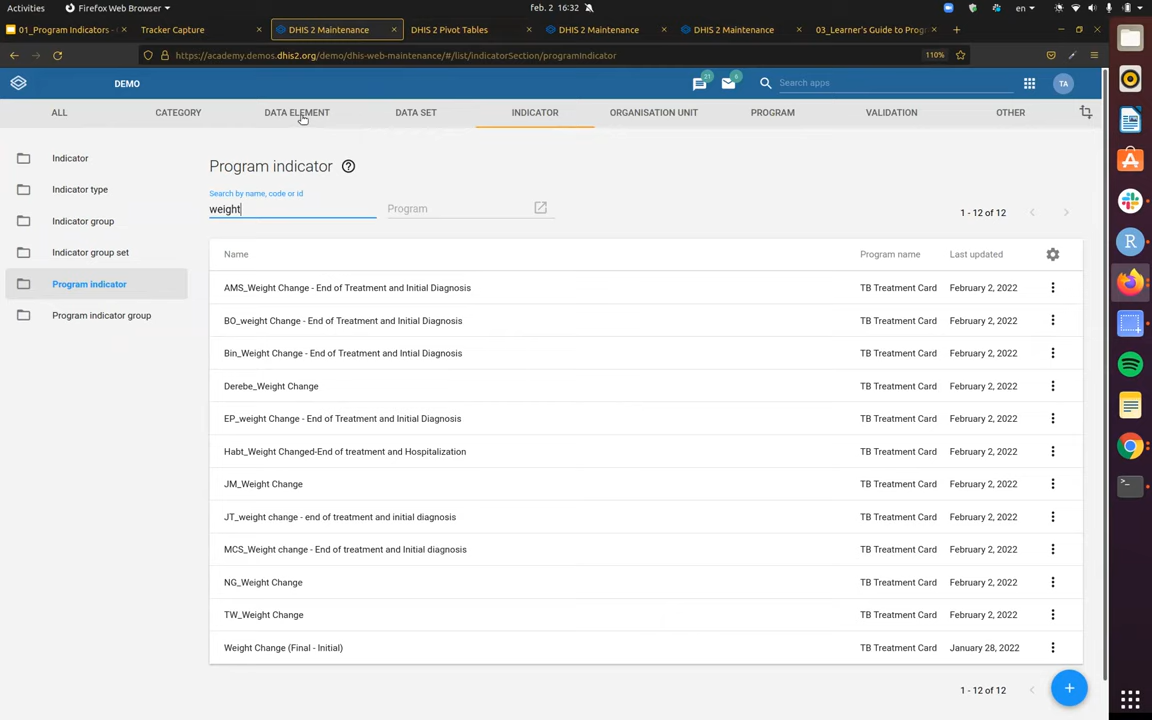 Activities
Firefox Web Browser
feb. 2 16:32
en
01_Program Indicators -
Tracker Capture
DHIS 2 Maintenance
DHIS 2 Pivot Tables
DHIS 2 Maintenance
DHIS 2 Maintenance
03_Learner's Guide to Prog
https://academy.demos.dhis2.org/demo/dhis-web-maintenance/#/list/indicatorSection/programIndicator
110%
DEMO
21
6
Search apps
TA
ALL
CATEGORY
DATA ELEMENT
DATA SET
INDICATOR
ORGANISATION UNIT
PROGRAM
VALIDATION
OTHER
Indicator
Indicator type
Indicator group
Indicator group set
Program indicator
Program indicator group
Program indicator
Search by name, code or id
weight
Program
1 - 12 of 12
Name Program name Last updated
AMS_Weight Change - End of Treatment and Initial Diagnosis TB Treatment Card February 2, 2022
BO_weight Change - End of Treatment and Initial Diagnosis TB Treatment Card February 2, 2022
Bin_Weight Change - End of Treatment and Intial Diagnosis TB Treatment Card February 2, 2022
Derebe_Weight Change TB Treatment Card February 2, 2022
EP_weight Change - End of Treatment and Initial Diagnosis TB Treatment Card February 2, 2022
Habt_Weight Changed-End of treatment and Hospitalization TB Treatment Card February 2, 2022
JM_Weight Change TB Treatment Card February 2, 2022
JT_weight change - end of treatment and initial diagnosis TB Treatment Card February 2, 2022
MCS_Weight change - End of treatment and Initial diagnosis TB Treatment Card February 2, 2022
NG_Weight Change TB Treatment Card February 2, 2022
TW_Weight Change TB Treatment Card February 2, 2022
Weight Change (Final - Initial) TB Treatment Card January 28, 2022
1 - 12 of 12